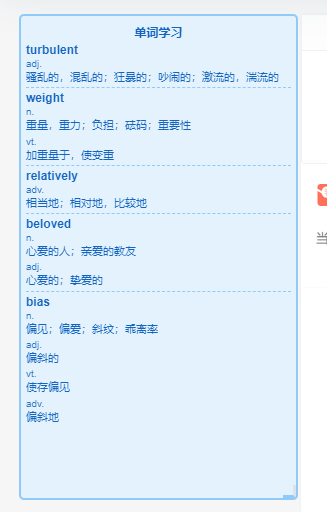 单词学习
turbulent
adj.
骚乱的，混乱的；狂暴的；吵闹的；激流的，湍流的
weight
n.
重量，重力；负担；砝码；重要性
vt.
加重量于，使变重
relatively
adv.
相当地；相对地，比较地
beloved
n.
心爱的人；亲爱的教友
adj.
心爱的；挚爱的
bias
n.
偏见；偏爱；斜纹；乖离率
adj.
偏斜的
vt.
使存偏见
adv.
偏斜地
当